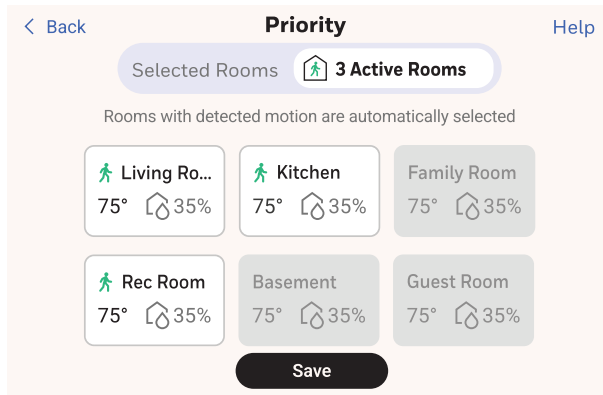 Back
Priority
Help
Selected Rooms
3 Active Rooms
Rooms with detected motion are automatically selected
Living Ro...
75° 35%
Kitchen
75° 35%
Family Room
75° 35%
Rec Room
75° 35%
Basement
75° 35%
Guest Room
75° 35%
Save